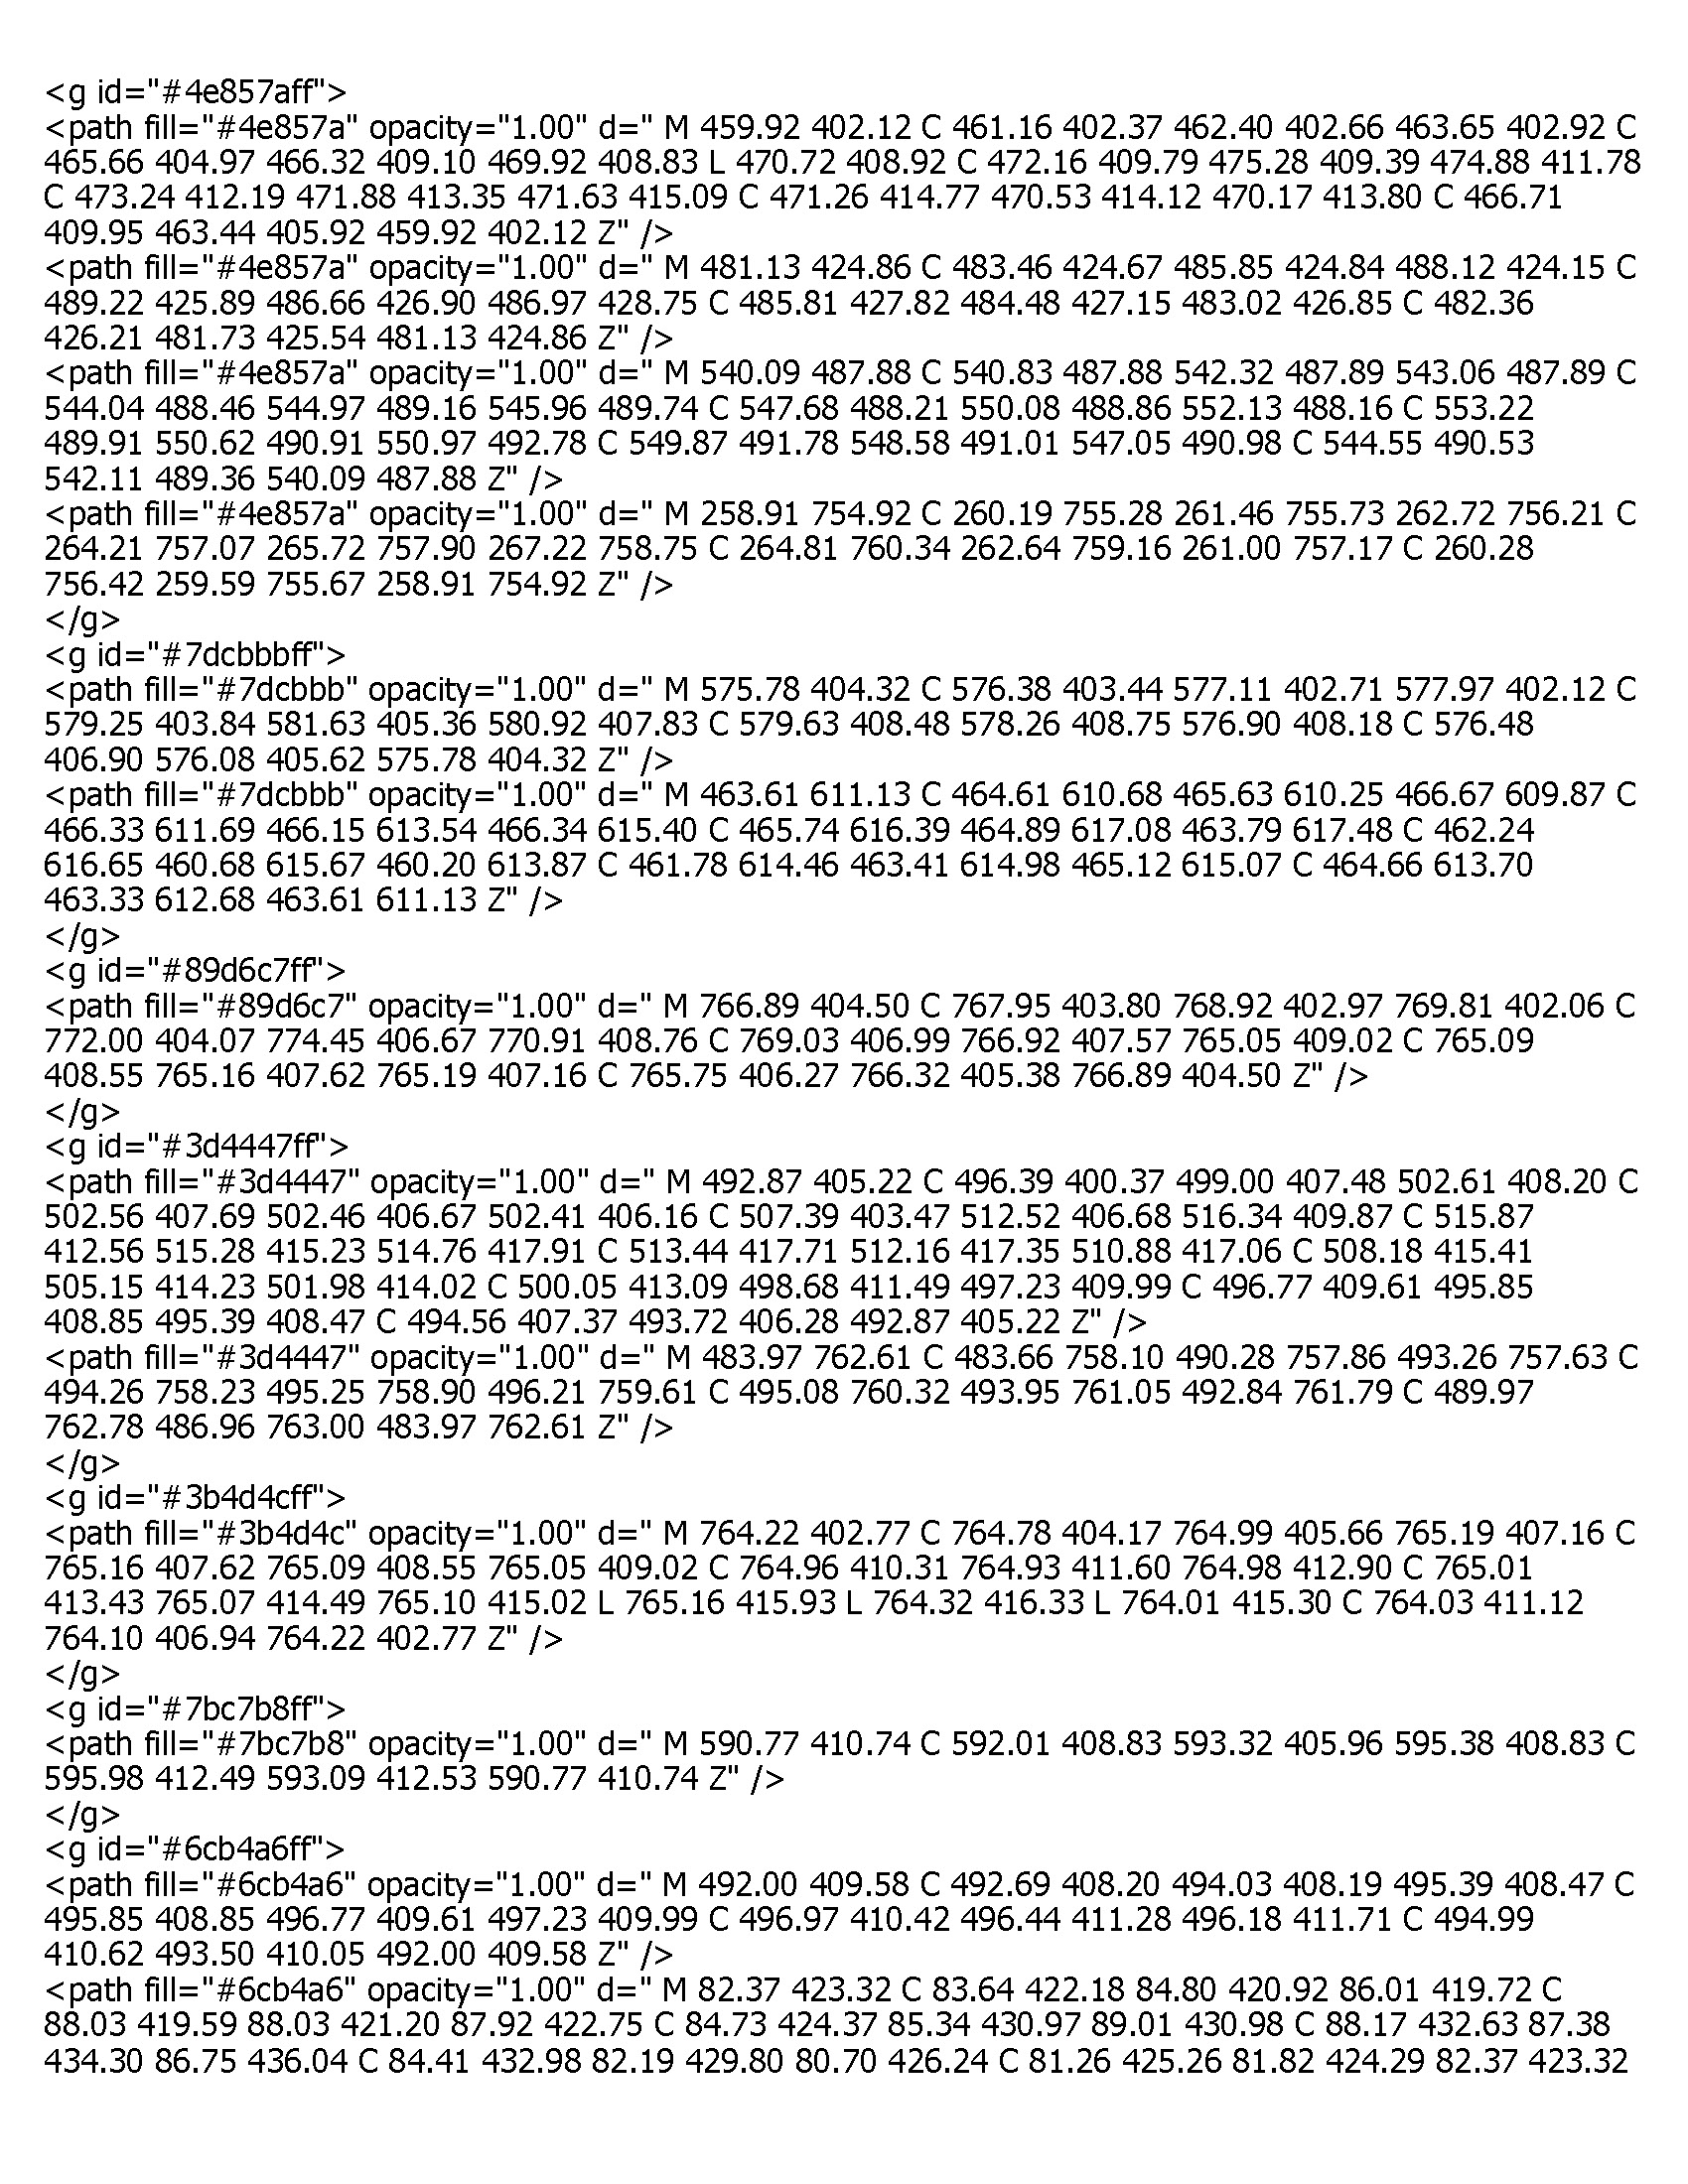 <g id="#4e857aff">
<path fill="#4e857a" opacity="1.00" d=" M 459.92 402.12 C 461.16 402.37 462.40 402.66 463.65 402.92 C
465.66 404.97 466.32 409.10 469.92 408.83 L 470.72 408.92 C 472.16 409.79 475.28 409.39 474.88 411.78
C 473.24 412.19 471.88 413.35 471.63 415.09 C 471.26 414.77 470.53 414.12 470.17 413.80 C 466.71
409.95 463.44 405.92 459.92 402.12 Z" />
<path fill="#4e857a" opacity="1.00" d=" M 481.13 424.86 C 483.46 424.67 485.85 424.84 488.12 424.15 C
489.22 425.89 486.66 426.90 486.97 428.75 C 485.81 427.82 484.48 427.15 483.02 426.85 C 482.36
426.21 481.73 425.54 481.13 424.86 Z" />
<path fill="#4e857a" opacity="1.00" d=" M 540.09 487.88 C 540.83 487.88 542.32 487.89 543.06 487.89 C
544.04 488.46 544.97 489.16 545.96 489.74 C 547.68 488.21 550.08 488.86 552.13 488.16 C 553.22
489.91 550.62 490.91 550.97 492.78 C 549.87 491.78 548.58 491.01 547.05 490.98 C 544.55 490.53
542.11 489.36 540.09 487.88 Z" />
<path fill="#4e857a" opacity="1.00" d=" M 258.91 754.92 C 260.19 755.28 261.46 755.73 262.72 756.21 C
264.21 757.07 265.72 757.90 267.22 758.75 C 264.81 760.34 262.64 759.16 261.00 757.17 C 260.28
756.42 259.59 755.67 258.91 754.92 Z" />
</g>
<g id="#7dcbbbff">
<path fill="#7dcbbb" opacity="1.00" d=" M 575.78 404.32 C 576.38 403.44 577.11 402.71 577.97 402.12 C
579.25 403.84 581.63 405.36 580.92 407.83 C 579.63 408.48 578.26 408.75 576.90 408.18 C 576.48
406.90 576.08 405.62 575.78 404.32 Z" />
<path fill="#7dcbbb" opacity="1.00" d=" M 463.61 611.13 C 464.61 610.68 465.63 610.25 466.67 609.87 C
466.33 611.69 466.15 613.54 466.34 615.40 C 465.74 616.39 464.89 617.08 463.79 617.48 C 462.24
616.65 460.68 615.67 460.20 613.87 C 461.78 614.46 463.41 614.98 465.12 615.07 C 464.66 613.70
463.33 612.68 463.61 611.13 Z" />
</g>
<g id="#89d6c7ff">
<path fill="#89d6c7" opacity="1.00" d=" M 766.89 404.50 C 767.95 403.80 768.92 402.97 769.81 402.06 C
772.00 404.07 774.45 406.67 770.91 408.76 C 769.03 406.99 766.92 407.57 765.05 409.02 C 765.09
408.55 765.16 407.62 765.19 407.16 C 765.75 406.27 766.32 405.38 766.89 404.50 Z" />
</g>
<g id="#3d4447ff">
<path fill="#3d4447" opacity="1.00" d=" M 492.87 405.22 C 496.39 400.37 499.00 407.48 502.61 408.20 C
502.56 407.69 502.46 406.67 502.41 406.16 C 507.39 403.47 512.52 406.68 516.34 409.87 C 515.87
412.56 515.28 415.23 514.76 417.91 C 513.44 417.71 512.16 417.35 510.88 417.06 C 508.18 415.41
505.15 414.23 501.98 414.02 C 500.05 413.09 498.68 411.49 497.23 409.99 C 496.77 409.61 495.85
408.85 495.39 408.47 C 494.56 407.37 493.72 406.28 492.87 405.22 Z" />
<path fill="#3d4447" opacity="1.00" d=" M 483.97 762.61 C 483.66 758.10 490.28 757.86 493.26 757.63 C
494.26 758.23 495.25 758.90 496.21 759.61 C 495.08 760.32 493.95 761.05 492.84 761.79 C 489.97
762.78 486.96 763.00 483.97 762.61 Z" />
</g>
<g id="#3b4d4cff">
<path fill="#3b4d4c" opacity="1.00" d=" M 764.22 402.77 C 764.78 404.17 764.99 405.66 765.19 407.16 C
765.16 407.62 765.09 408.55 765.05 409.02 C 764.96 410.31 764.93 411.60 764.98 412.90 C 765.01
413.43 765.07 414.49 765.10 415.02 L 765.16 415.93 L 764.32 416.33 L 764.01 415.30 C 764.03 411.12
764.10 406.94 764.22 402.77 Z" />
</g>
<g id="#7bc7b8ff">
<path fill="#7bc7b8" opacity="1.00" d=" M 590.77 410.74 C 592.01 408.83 593.32 405.96 595.38 408.83 C
595.98 412.49 593.09 412.53 590.77 410.74 Z" />
</g>
<g id="#6cb4a6ff">
<path fill="#6cb4a6" opacity="1.00" d=" M 492.00 409.58 C 492.69 408.20 494.03 408.19 495.39 408.47 C
495.85 408.85 496.77 409.61 497.23 409.99 C 496.97 410.42 496.44 411.28 496.18 411.71 C 494.99
410.62 493.50 410.05 492.00 409.58 Z" />
<path fill="#6cb4a6" opacity="1.00" d=" M 82.37 423.32 C 83.64 422.18 84.80 420.92 86.01 419.72 C
88.03 419.59 88.03 421.20 87.92 422.75 C 84.73 424.37 85.34 430.97 89.01 430.98 C 88.17 432.63 87.38
434.30 86.75 436.04 C 84.41 432.98 82.19 429.80 80.70 426.24 C 81.26 425.26 81.82 424.29 82.37 423.32